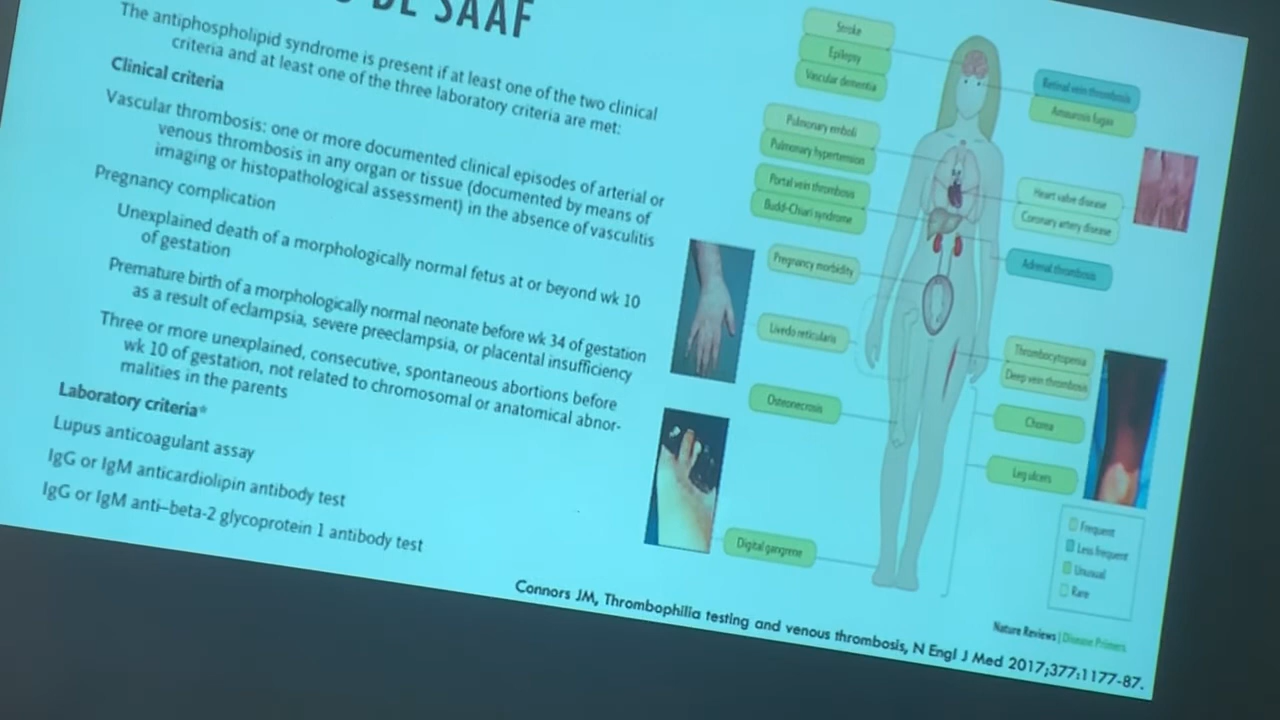 DE SAAF
The antiphospholipid syndrome is present if at least one of the two clinical
criteria and at least one of the three laboratory criteria are met:
Clinical criteria
Vascular thrombosis: one or more documented clinical episodes of arterial or
venous thrombosis in any organ or tissue (documented by means of
imaging or histopathological assessment) in the absence of vasculitis
Pregnancy complication
Unexplained death of a morphologically normal fetus at or beyond wk 10
of gestation
Premature birth of a morphologically normal neonate before wk 34 of gestation
as a result of eclampsia, severe preeclampsia, or placental insufficiency
Three or more unexplained, consecutive, spontaneous abortions before
wk 10 of gestation, not related to chromosomal or anatomical abnor-
malities in the parents
Laboratory criteria*
Lupus anticoagulant assay
IgG or IgM anticardiolipin antibody test
IgG or IgM anti–beta-2 glycoprotein 1 antibody test
Stroke
Epilepsy
Vascular dementia
Pulmonary emboli
Pulmonary hypertension
Portal vein thrombosis
Budd–Chiari syndrome
Pregnancy morbidity
Livedo reticularis
Osteonecrosis
Digital gangrene
Retinal vein thrombosis
Amaurosis fugax
Heart valve disease
Coronary artery disease
Adrenal thrombosis
Thrombocytopenia
Deep vein thrombosis
Chorea
Leg ulcers
Frequent
Less frequent
Unusual
Rare
Nature Reviews | Disease Primers
Connors JM, Thrombophilia testing and venous thrombosis, N Engl J Med 2017;377:1177-87.